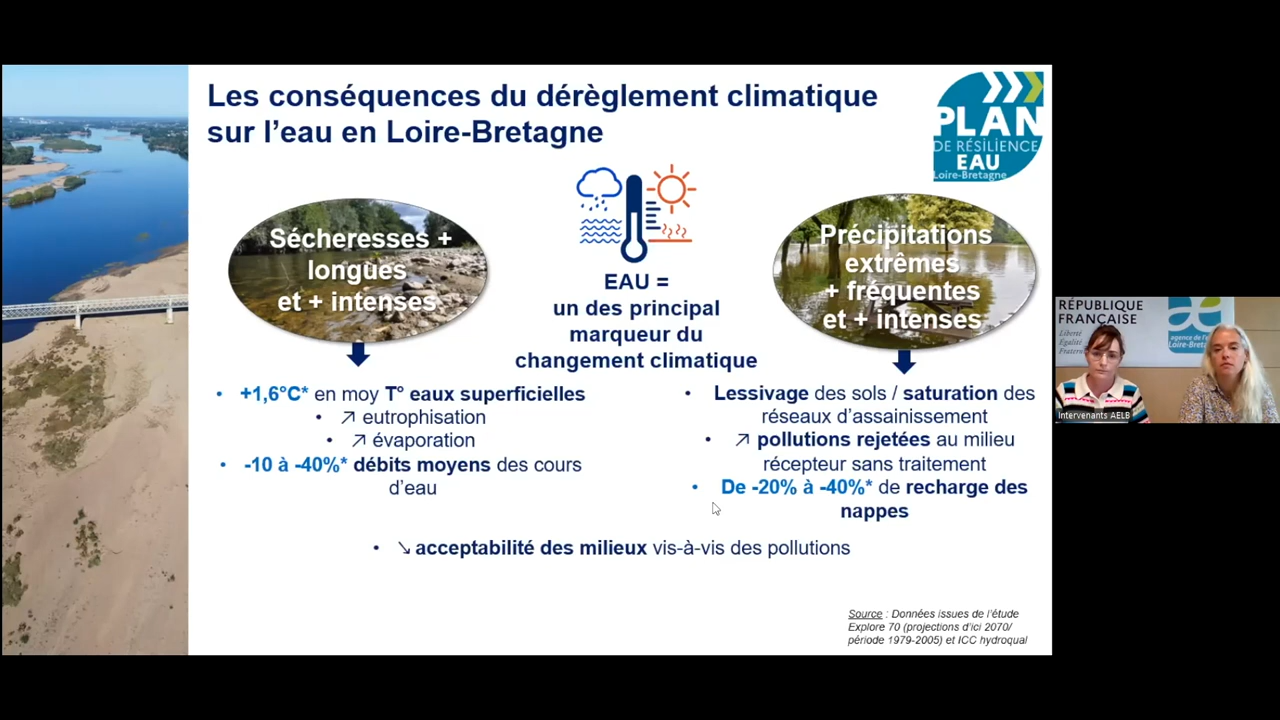 Les conséquences du dérèglement climatique
sur l'eau en Loire-Bretagne
PLAN
DE RÉSILIENCE
EAU
Loire-Bretagne
Sécheresses +
longues
et + intenses
EAU =
un des principal
marqueur du
changement climatique
Précipitations
extrêmes
+ fréquentes
et + intenses
• +1,6°C* en moy T° eaux superficielles
• ↗ eutrophisation
• ↗ évaporation
• -10 à -40%* débits moyens des cours
d'eau
• Lessivage des sols / saturation des
réseaux d'assainissement
• ↗ pollutions rejetées au milieu
récepteur sans traitement
• De -20% à -40%* de recharge des
nappes
• ↘ acceptabilité des milieux vis-à-vis des pollutions
Source : Données issues de l'étude
Explore 70 (projections d'ici 2070/
période 1979-2005) et ICC hydroqual
RÉPUBLIQUE
FRANÇAISE
Liberté
Égalité
Fratern
agence de l'e
Loire-Bret
Intervenants AELB